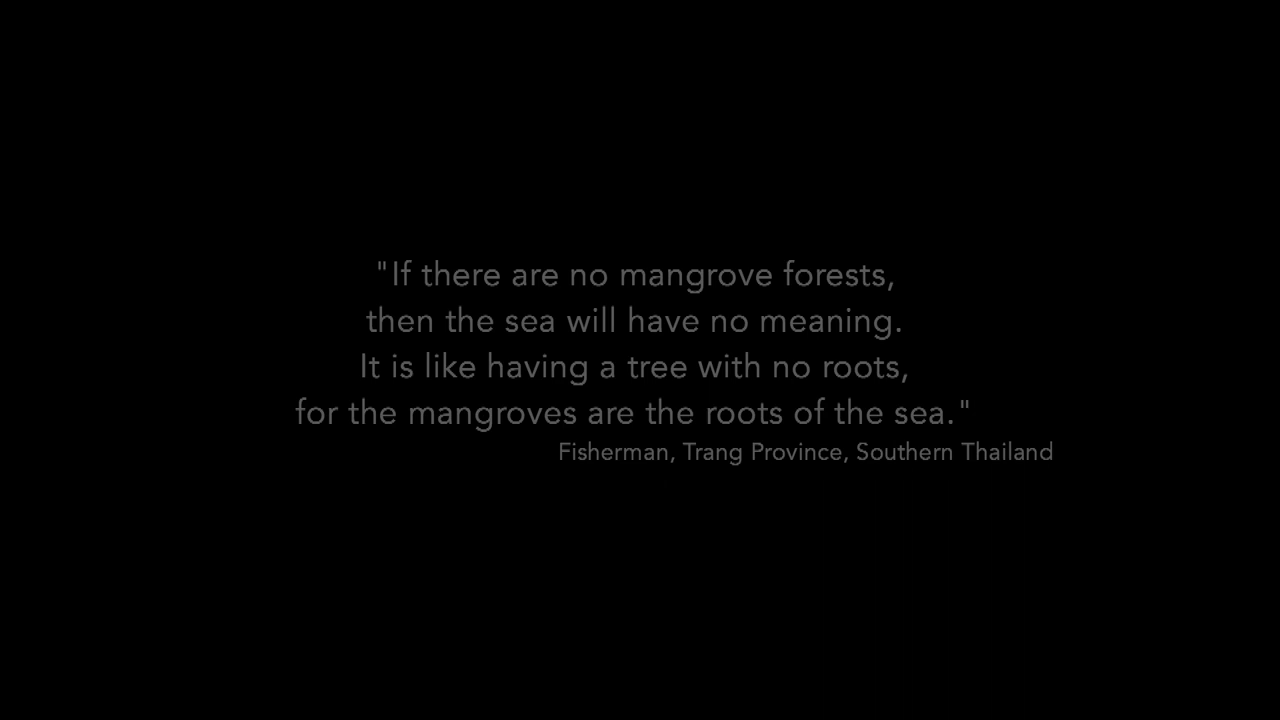 "If there are no mangrove forests,
then the sea will have no meaning.
It is like having a tree with no roots,
for the mangroves are the roots of the sea."
Fisherman, Trang Province, Southern Thailand